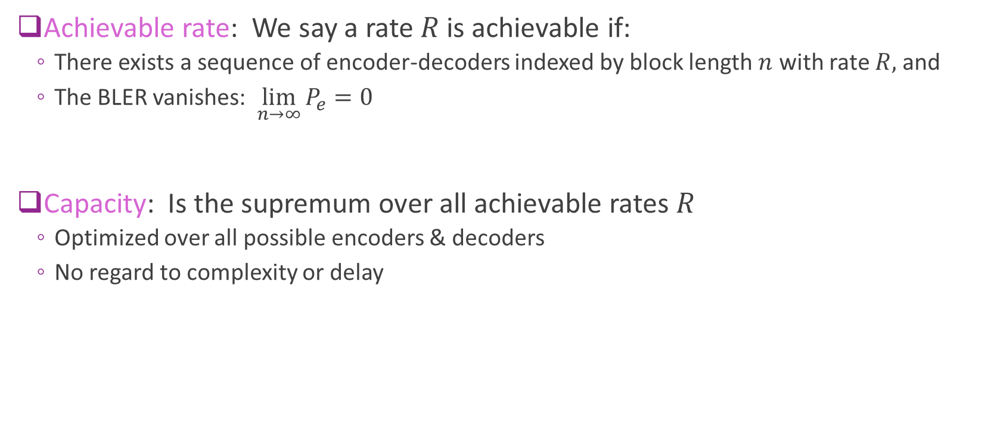 ❑Achievable rate: We say a rate R is achievable if:
◦ There exists a sequence of encoder-decoders indexed by block length n with rate R, and
◦ The BLER vanishes: lim_{n→∞} P_e = 0
❑Capacity: Is the supremum over all achievable rates R
◦ Optimized over all possible encoders & decoders
◦ No regard to complexity or delay